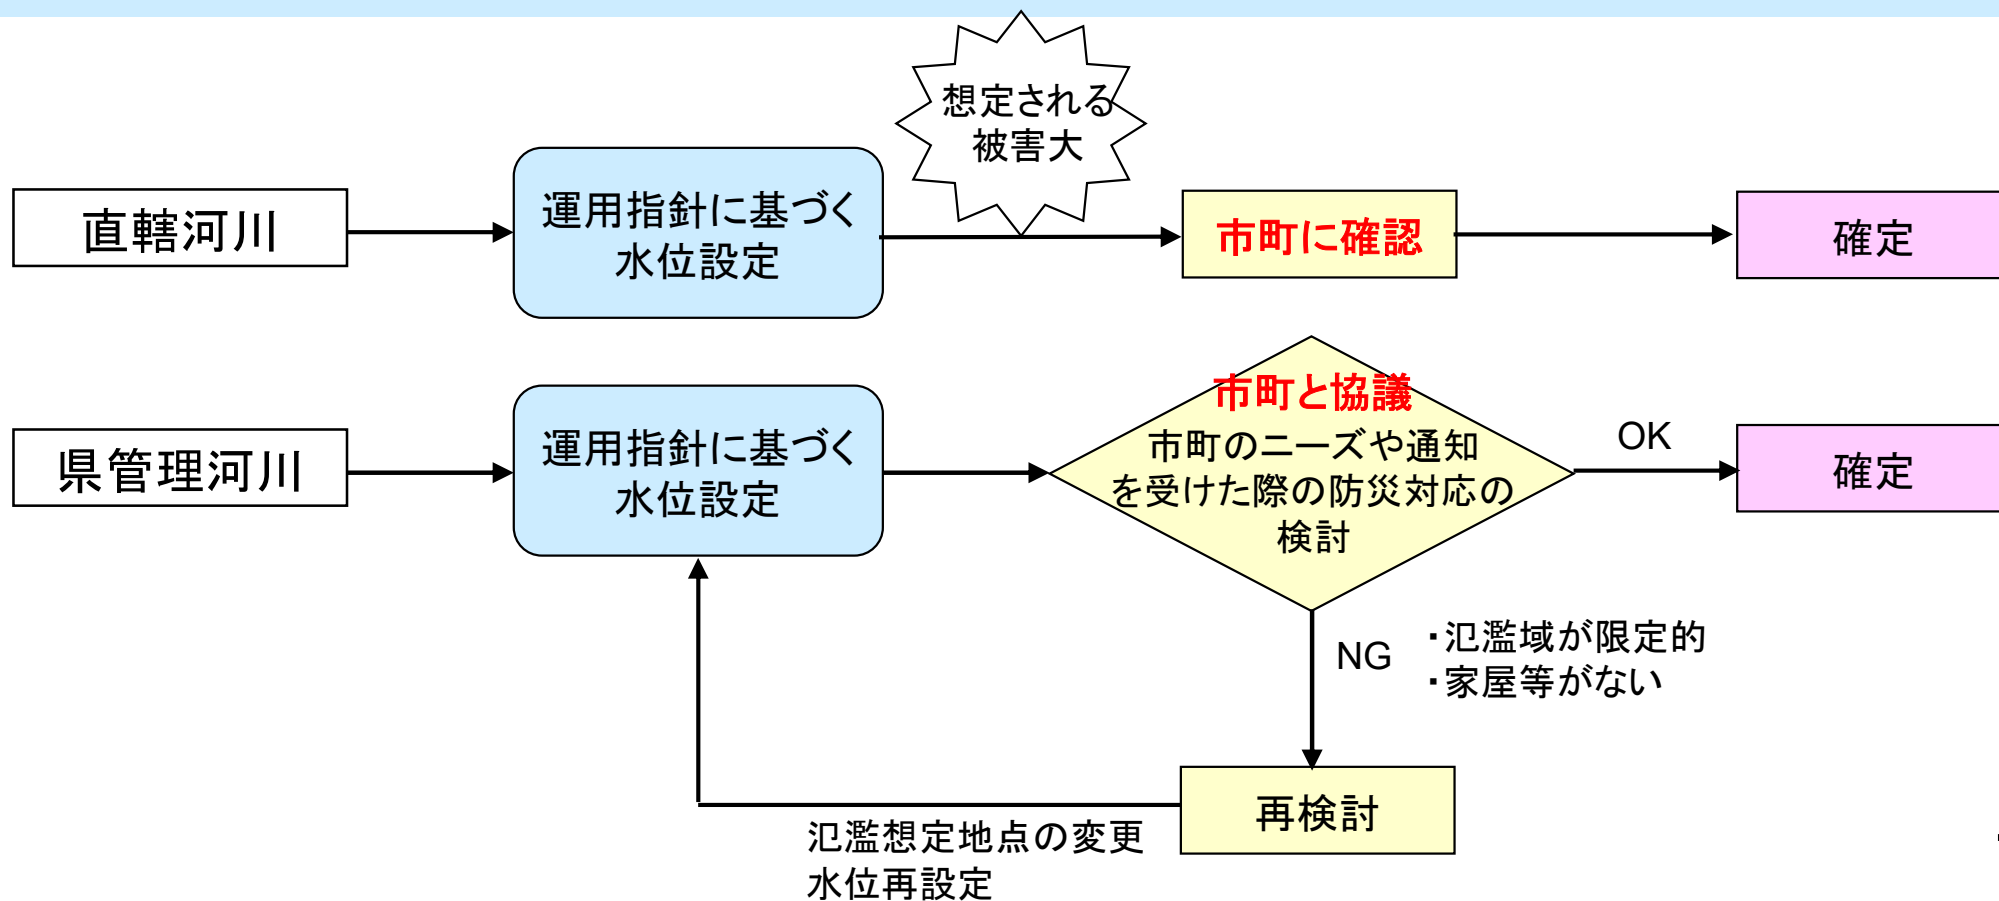 想定される
被害大
直轄河川
運用指針に基づく
水位設定
市町に確認
確定
県管理河川
運用指針に基づく
水位設定
市町と協議
市町のニーズや通知
を受けた際の防災対応の
検討
OK
確定
NG
・氾濫域が限定的
・家屋等がない
再検討
氾濫想定地点の変更
水位再設定